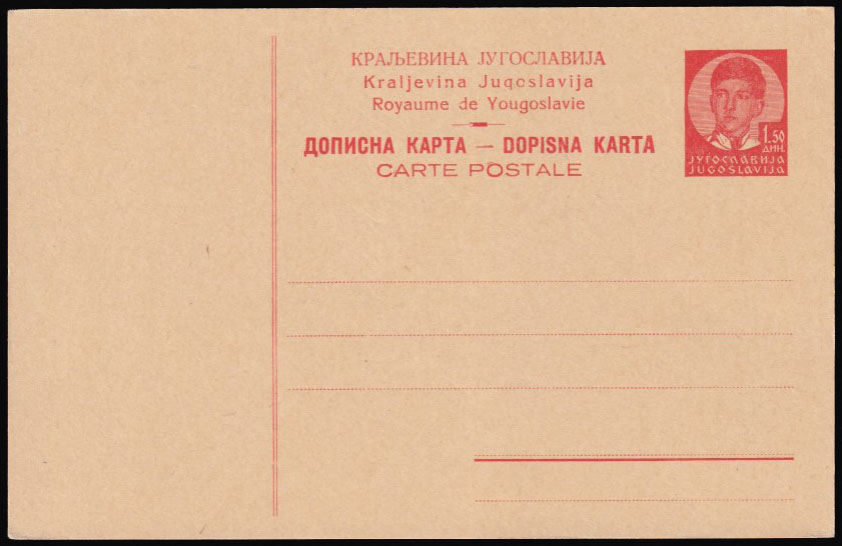 КРАЉЕВИНА ЈУГОСЛАВИЈА
Kraljevina Jugoslavija
Royaume de Yougoslavie
ДОПИСНА КАРТА — DOPISNA KARTA
CARTE POSTALE
1.50
ДИН.
ЈУГОСЛАВИЈА
JUGOSLAVIJA